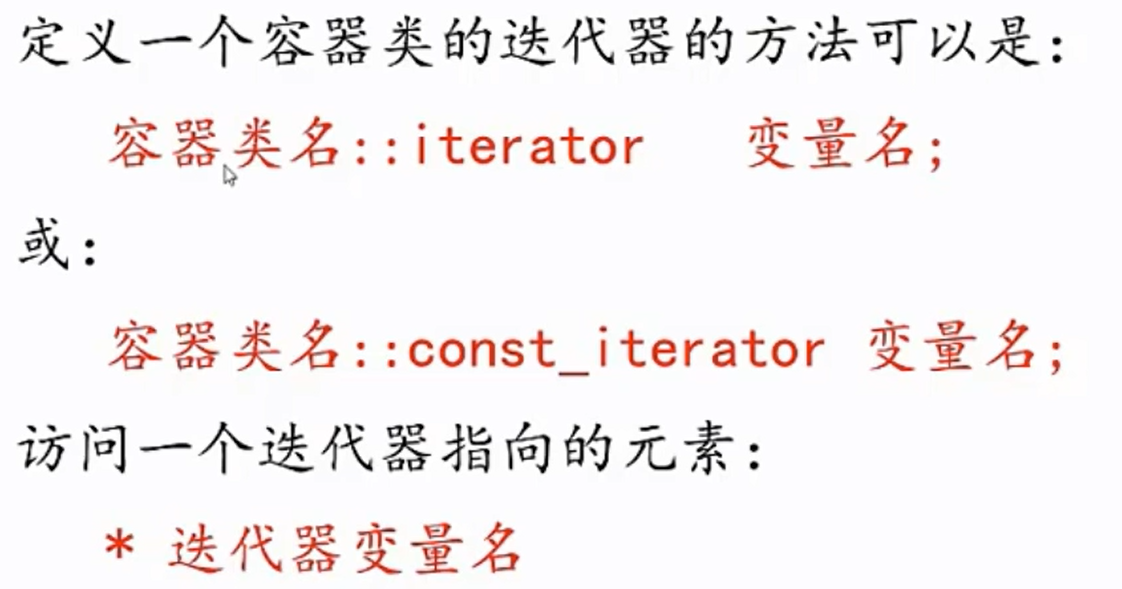 定义一个容器类的迭代器的方法可以是：
容器类名::iterator 变量名;
或：
容器类名::const_iterator 变量名;
访问一个迭代器指向的元素：
* 迭代器变量名